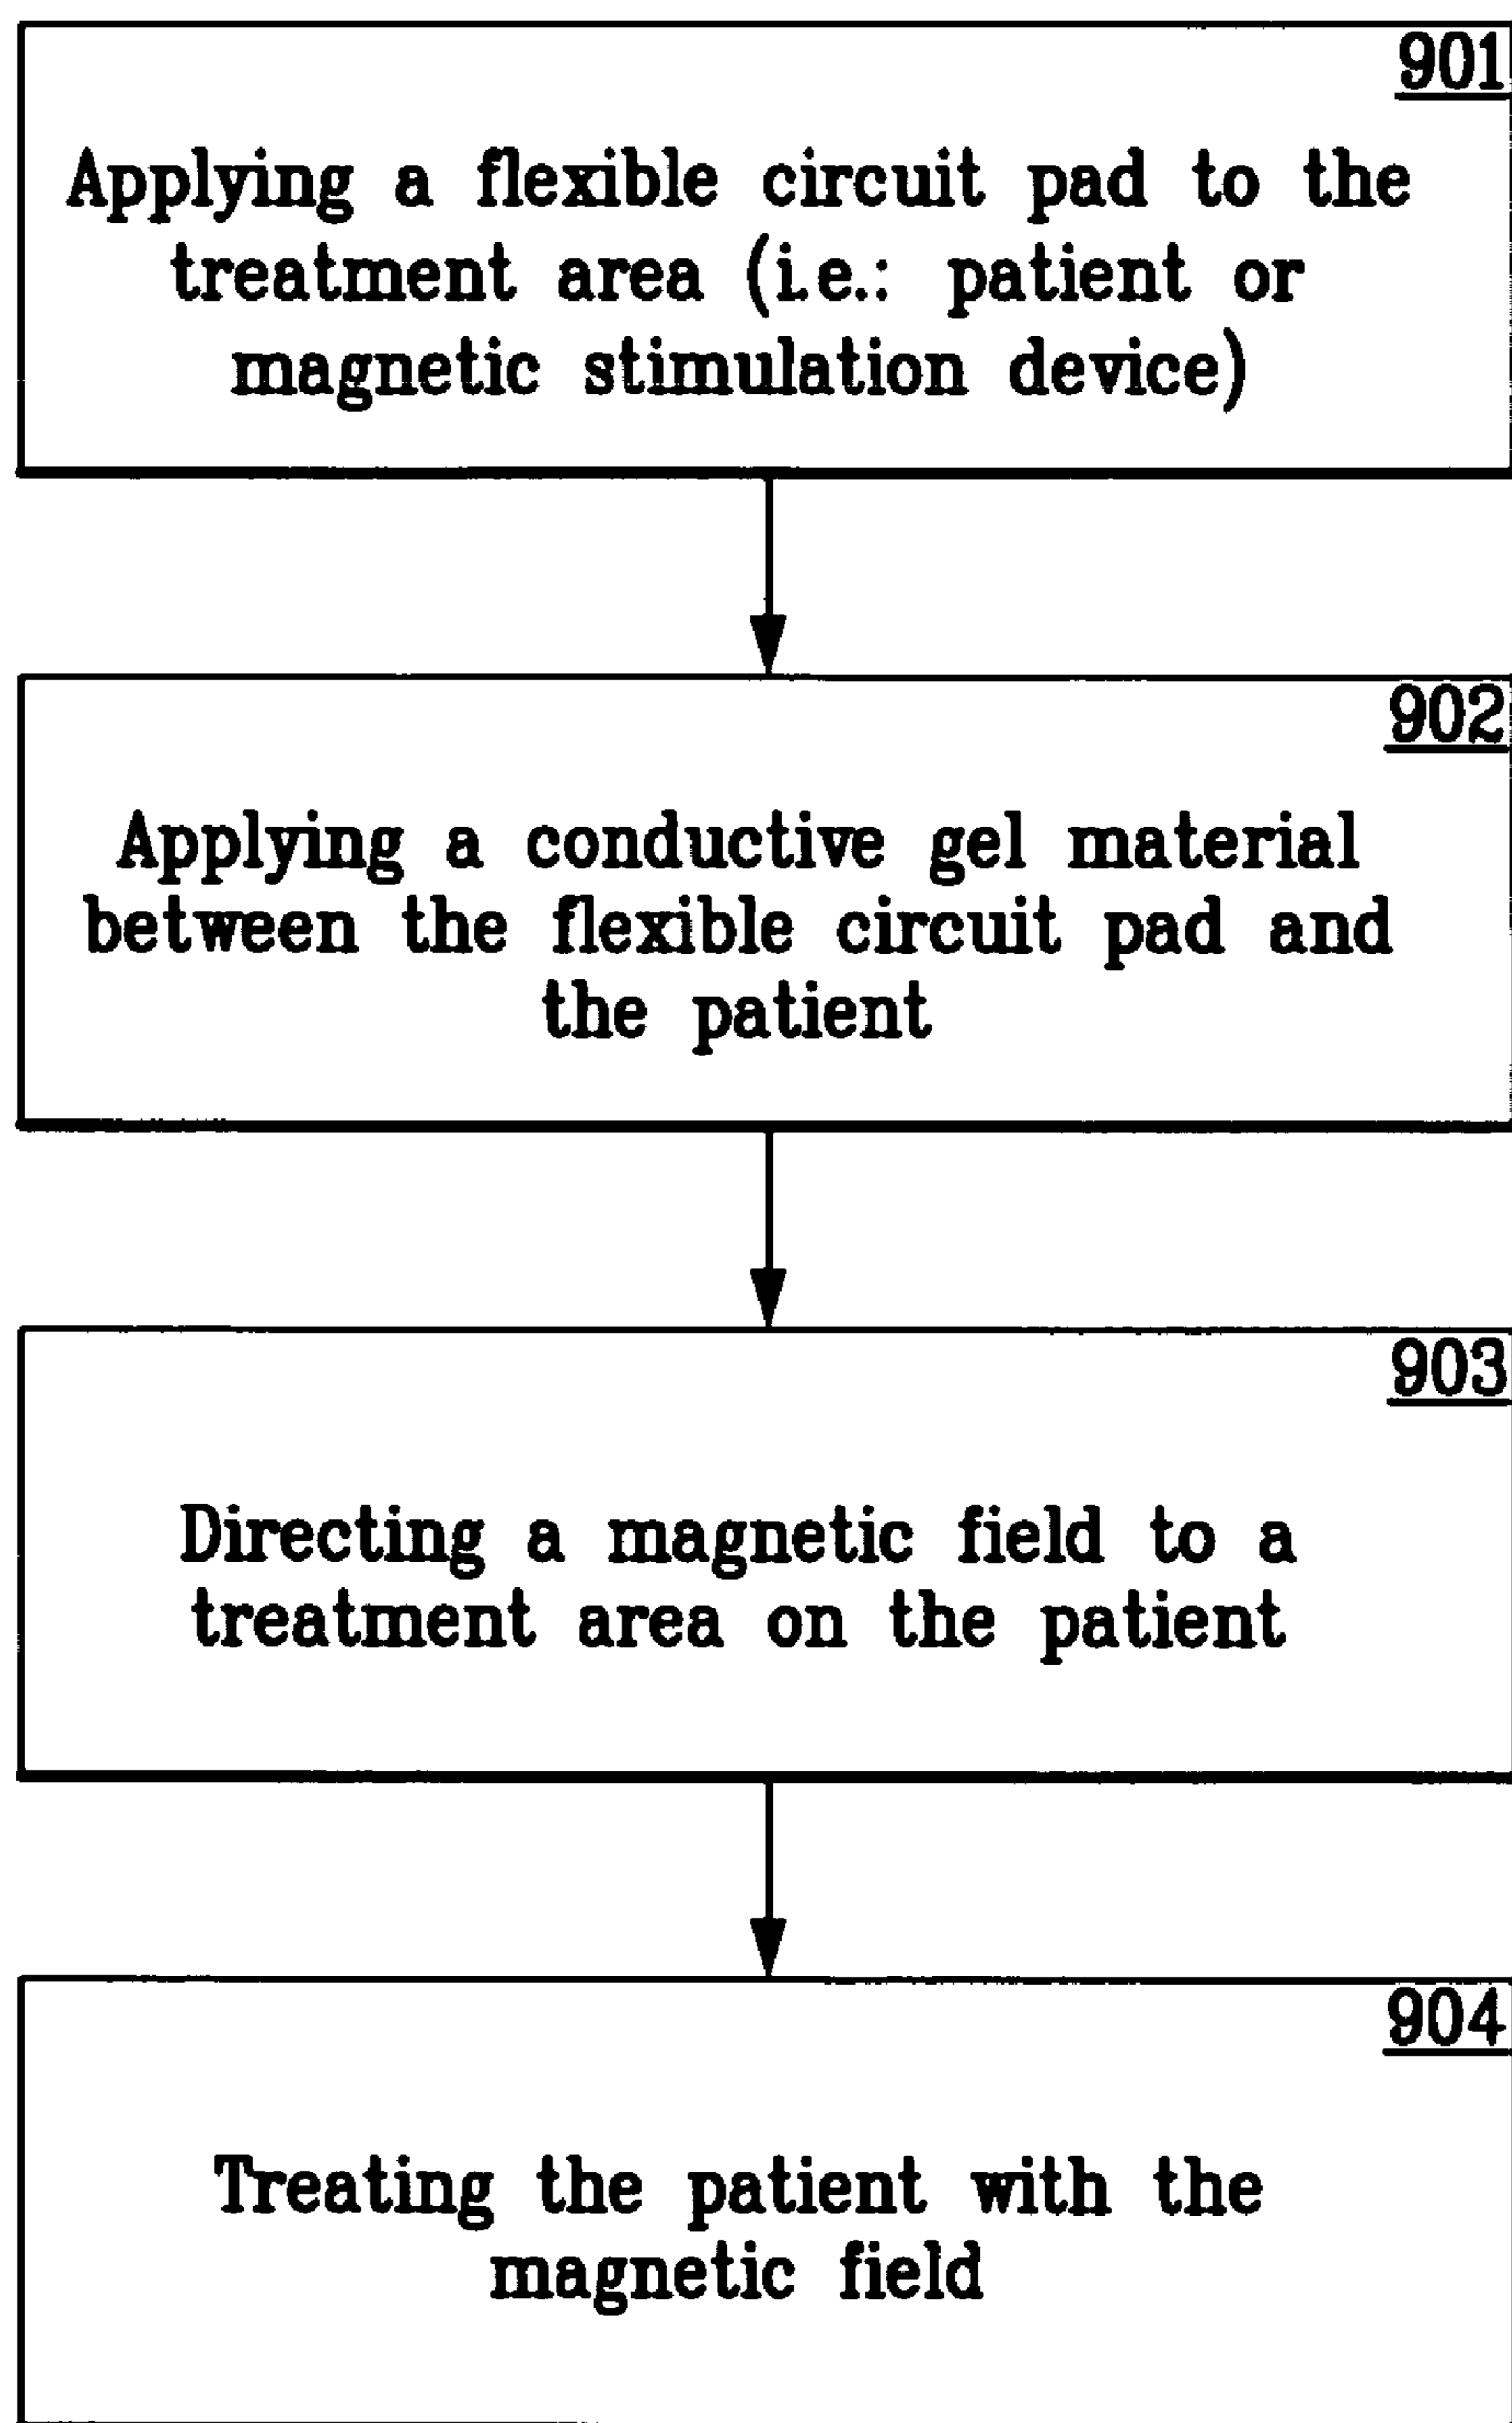 901
Applying a flexible circuit pad to the
treatment area (i.e.: patient or
magnetic stimulation device)
902
Applying a conductive gel material
between the flexible circuit pad and
the patient
903
Directing a magnetic field to a
treatment area on the patient
904
Treating the patient with the
magnetic field